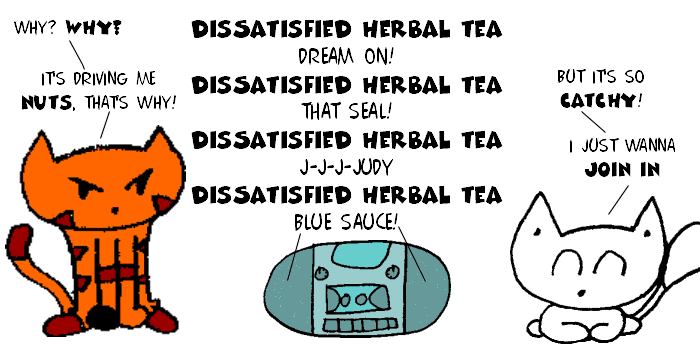 WHY? WHY?
IT'S DRIVING ME
NUTS, THAT'S WHY!
DISSATISFIED HERBAL TEA
DREAM ON!
DISSATISFIED HERBAL TEA
THAT SEAL!
DISSATISFIED HERBAL TEA
J-J-J-JUDY
DISSATISFIED HERBAL TEA
BLUE SAUCE!
BUT IT'S SO
CATCHY!
I JUST WANNA
JOIN IN